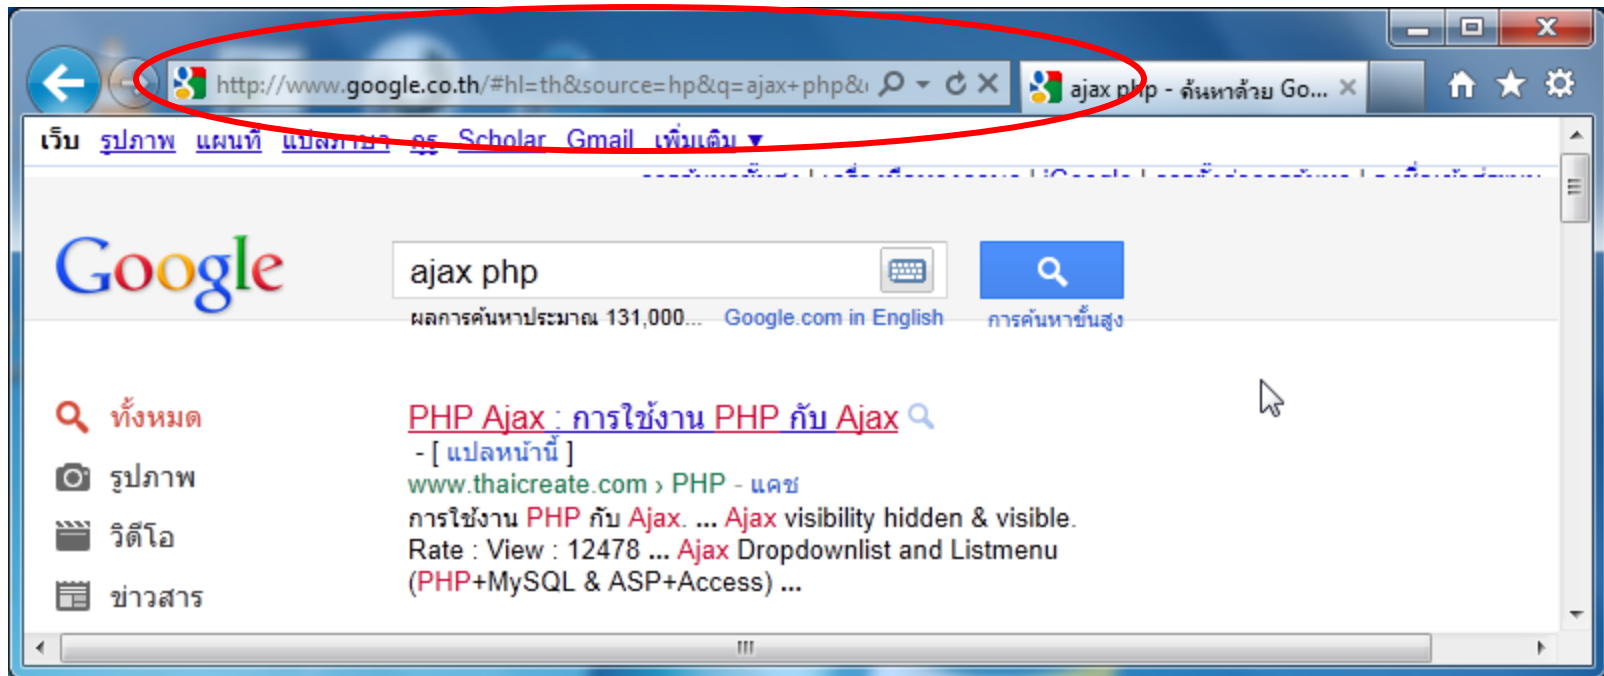 http://www.google.co.th/#hl=th&source=hp&q=ajax+php&
ajax php - ค้นหาด้วย Go...
เว็บ รูปภาพ แผนที่ แปลภาษา กูรู Scholar Gmail เพิ่มเติม ▼
Google
ajax php
ผลการค้นหาประมาณ 131,000... Google.com in English การค้นหาขั้นสูง
ทั้งหมด
รูปภาพ
วิดีโอ
ข่าวสาร
PHP Ajax : การใช้งาน PHP กับ Ajax
- [ แปลหน้านี้ ]
www.thaicreate.com › PHP - แคช
การใช้งาน PHP กับ Ajax. ... Ajax visibility hidden & visible.
Rate : View : 12478 ... Ajax Dropdownlist and Listmenu
(PHP+MySQL & ASP+Access) ...